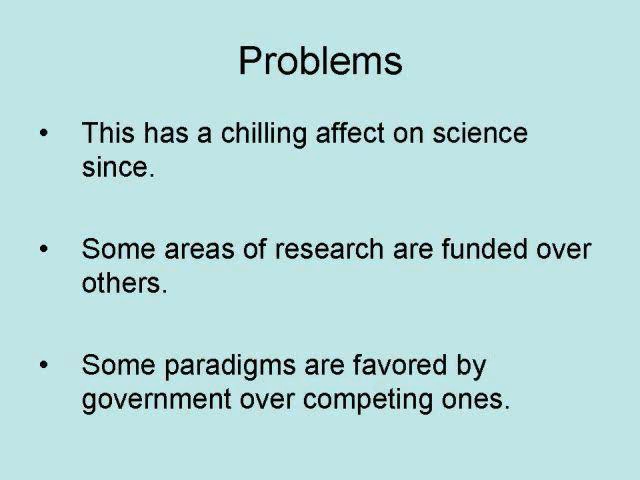 Problems
• This has a chilling affect on science
since.
• Some areas of research are funded over
others.
• Some paradigms are favored by
government over competing ones.